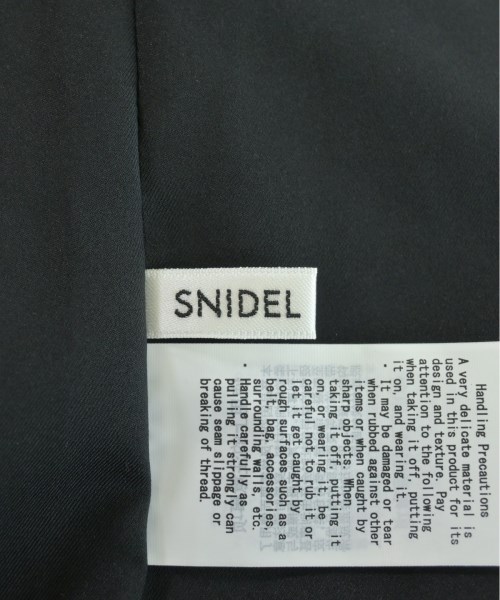 SNIDEL
Handling Precautions
A very delicate material is
used in this product for its
design and texture. Pay
attention to the following
when taking it off, putting
it on, and wearing it.
・ It may be damaged or tear
when rubbed against other
items or when caught by
sharp objects. When
taking it off, putting it
on, or wearing it, be
careful not to rub it or
let it get caught by
rough surfaces such as a
belt, bag, accessories,
surrounding walls, etc.
・ Handle carefully as
pulling it strongly can
cause seam slippage or
breaking of thread.